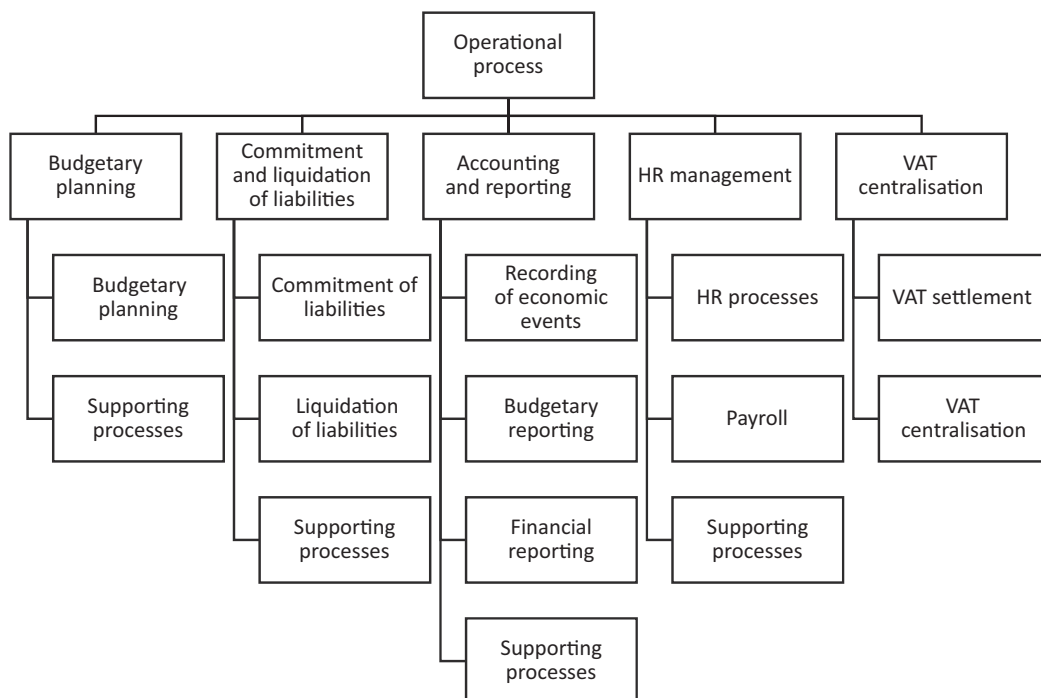 Operational
process
Budgetary
planning
Commitment
and liquidation
of liabilities
Accounting
and reporting
HR management
VAT
centralisation
Budgetary
planning
Commitment of
liabilities
Recording
of economic
events
HR processes
VAT settlement
Supporting
processes
Liquidation
of liabilities
Budgetary
reporting
Payroll
VAT
centralisation
Supporting
processes
Financial
reporting
Supporting
processes
Supporting
processes